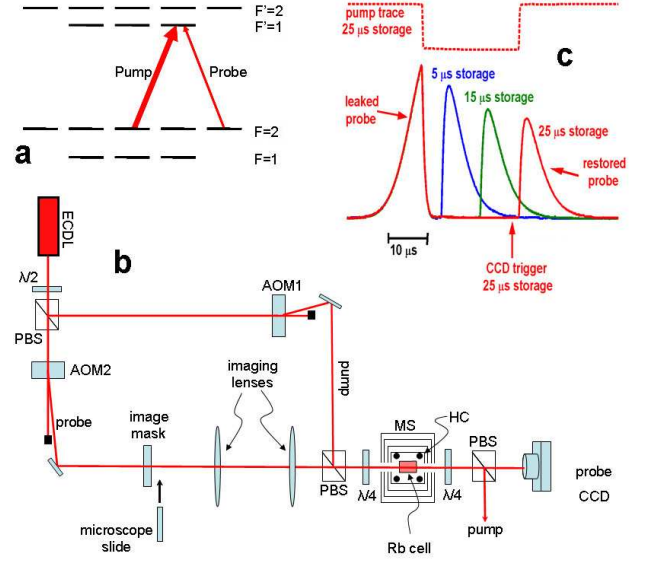 F'=2
F'=1
Pump
Probe
F=2
F=1
a
pump trace
25 μs storage
c
5 μs storage
15 μs storage
25 μs storage
leaked
probe
restored
probe
10 μs
CCD trigger
25 μs storage
ECDL
b
λ/2
PBS
AOM1
AOM2
pump
probe
image
mask
imaging
lenses
microscope
slide
PBS
λ/4
MS
HC
Rb cell
λ/4
PBS
pump
probe
CCD